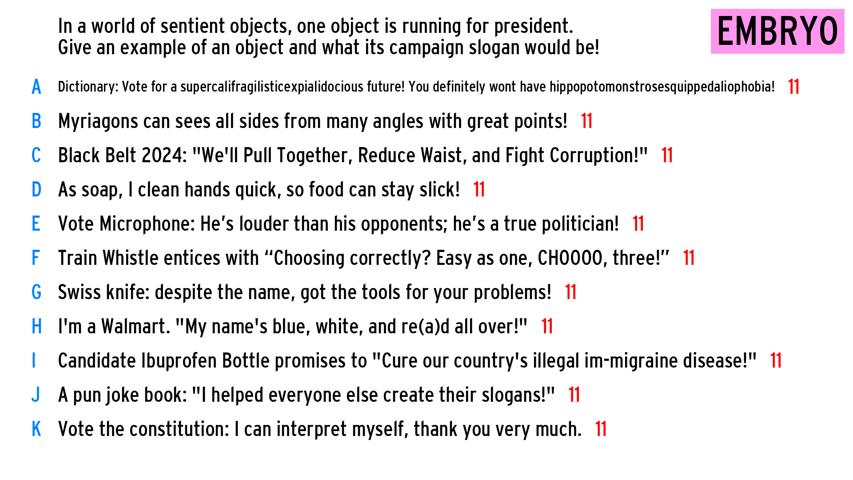 In a world of sentient objects, one object is running for president.
Give an example of an object and what its campaign slogan would be!
EMBRYO
A Dictionary: Vote for a supercalifragilisticexpialidocious future! You definitely wont have hippopotomonstrosesquippedaliophobia! 11
B Myriagons can sees all sides from many angles with great points! 11
C Black Belt 2024: "We'll Pull Together, Reduce Waist, and Fight Corruption!" 11
D As soap, I clean hands quick, so food can stay slick! 11
E Vote Microphone: He’s louder than his opponents; he’s a true politician! 11
F Train Whistle entices with “Choosing correctly? Easy as one, CHOOOO, three!” 11
G Swiss knife: despite the name, got the tools for your problems! 11
H I'm a Walmart. "My name's blue, white, and re(a)d all over!" 11
I Candidate Ibuprofen Bottle promises to "Cure our country's illegal im-migraine disease!" 11
J A pun joke book: "I helped everyone else create their slogans!" 11
K Vote the constitution: I can interpret myself, thank you very much. 11